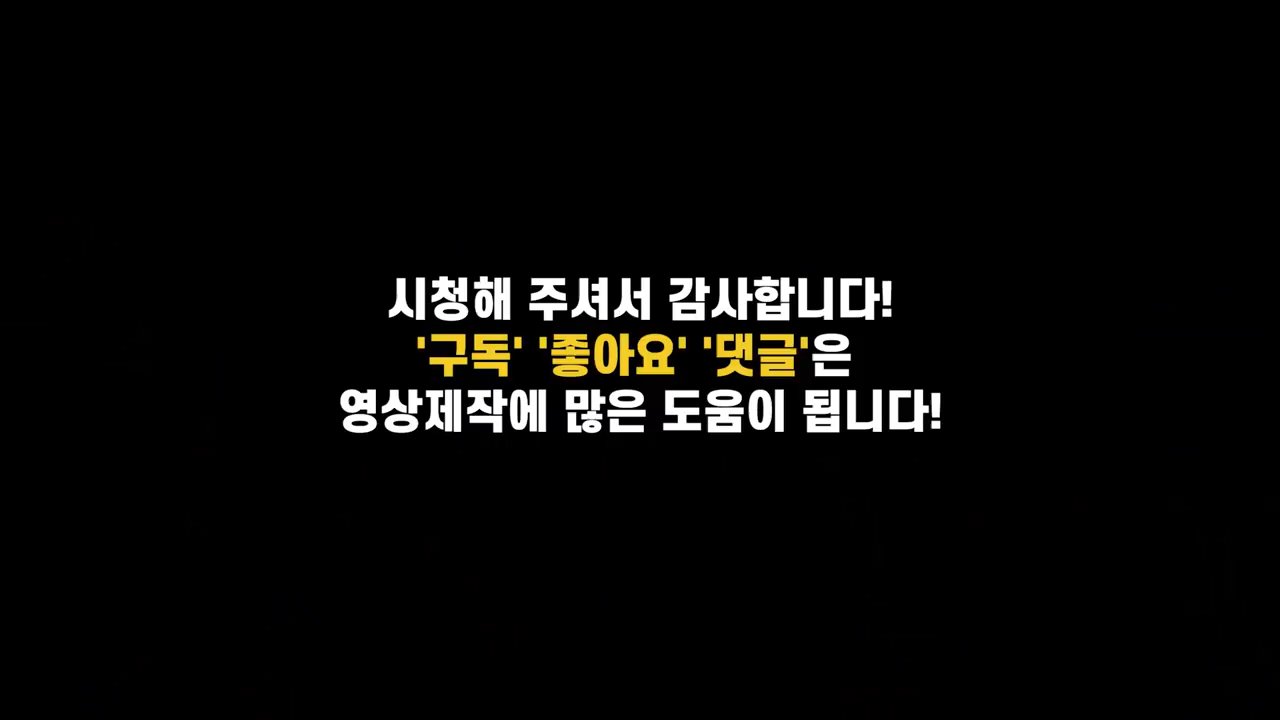 시청해 주셔서 감사합니다!
'구독' '좋아요' '댓글'은
영상제작에 많은 도움이 됩니다!